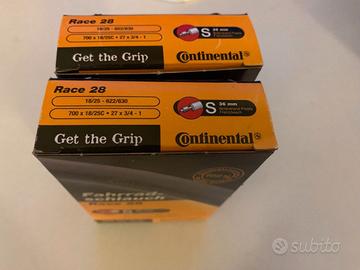 Race 28
18/25 - 622/630
700 x 18/25C • 27 x 3/4 - 1
S
36 mm
Get the Grip
Continental
Race 28
18/25 - 622/630
700 x 18/25C • 27 x 3/4 - 1
S
36 mm
Get the Grip
Continental
Fahrrad-
schlauch
Race 28
subito